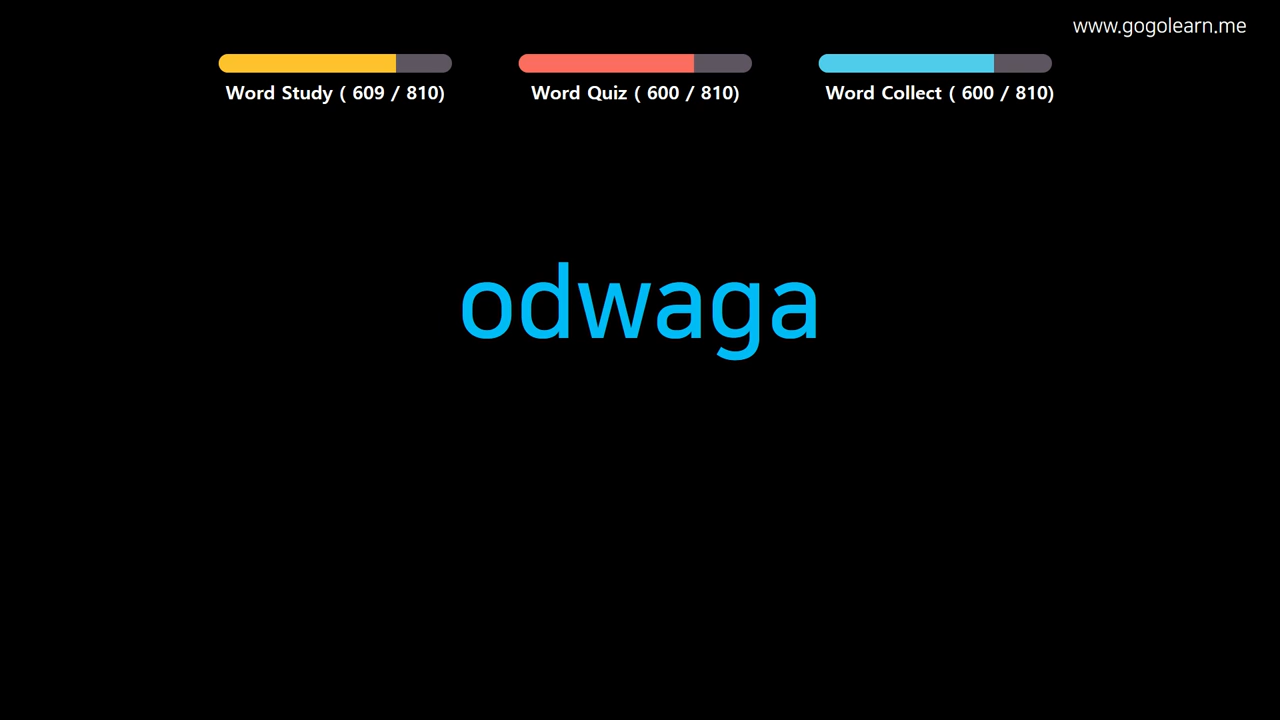 www.gogolearn.me
Word Study ( 609 / 810)
Word Quiz ( 600 / 810)
Word Collect ( 600 / 810)
odwaga